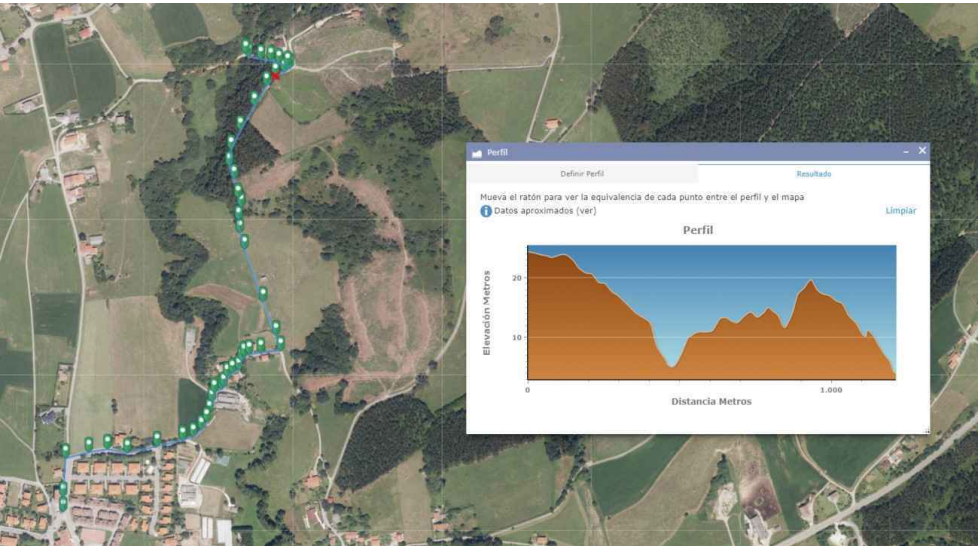 Perfil
Definir Perfil
Resultado
Mueva el ratón para ver la equivalencia de cada punto entre el perfil y el mapa
Datos aproximados (ver)
Limpiar
Perfil
Elevación Metros
20
10
0
1.000
Distancia Metros